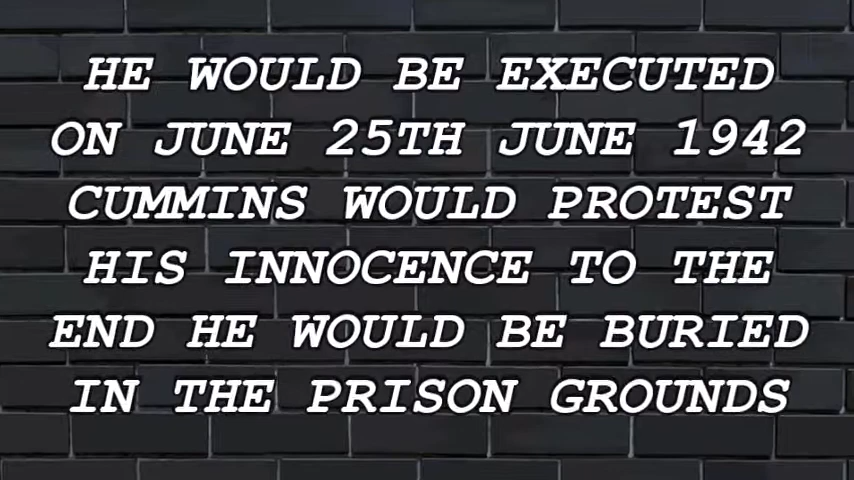 HE WOULD BE EXECUTED
ON JUNE 25TH JUNE 1942
CUMMINS WOULD PROTEST
HIS INNOCENCE TO THE
END HE WOULD BE BURIED
IN THE PRISON GROUNDS